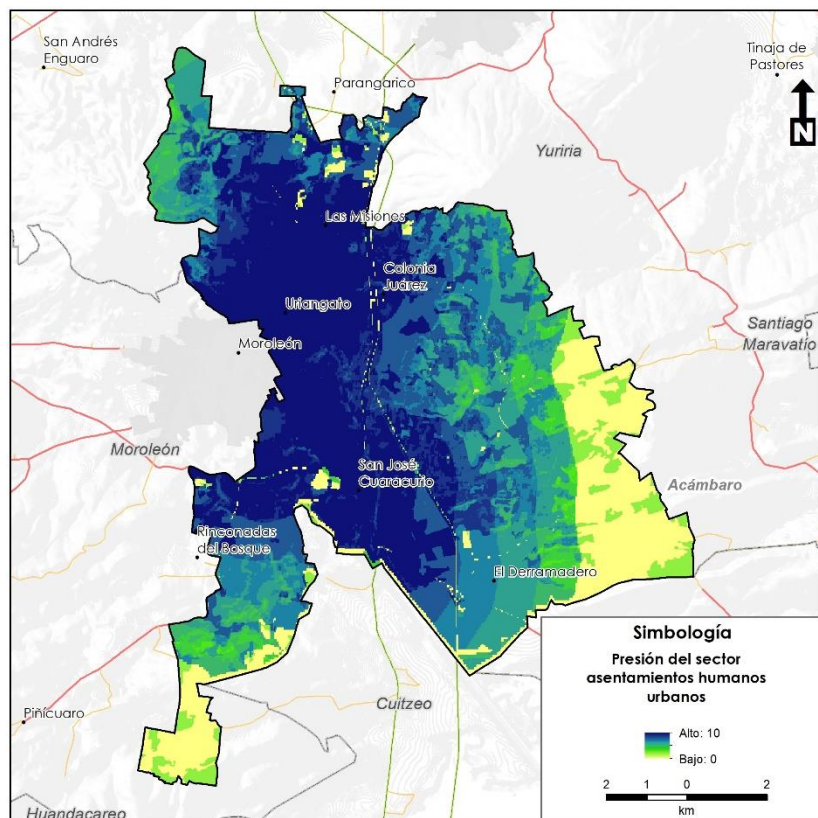 San Andrés
Enguaro
Parangarico
Tinaja de
Pastores
N
Yuriria
Las Misiones
Colonia
Juárez
Uriangato
Moroleón
Santiago
Maravatío
Moroleón
San José
Cuaracurio
Acámbaro
Rinconadas
del Bosque
El Derramadero
Piñícuaro
Cuitzeo
Huandacareo
Simbología
Presión del sector
asentamientos humanos
urbanos
Alto: 10
Bajo: 0
2 1 0 2
km